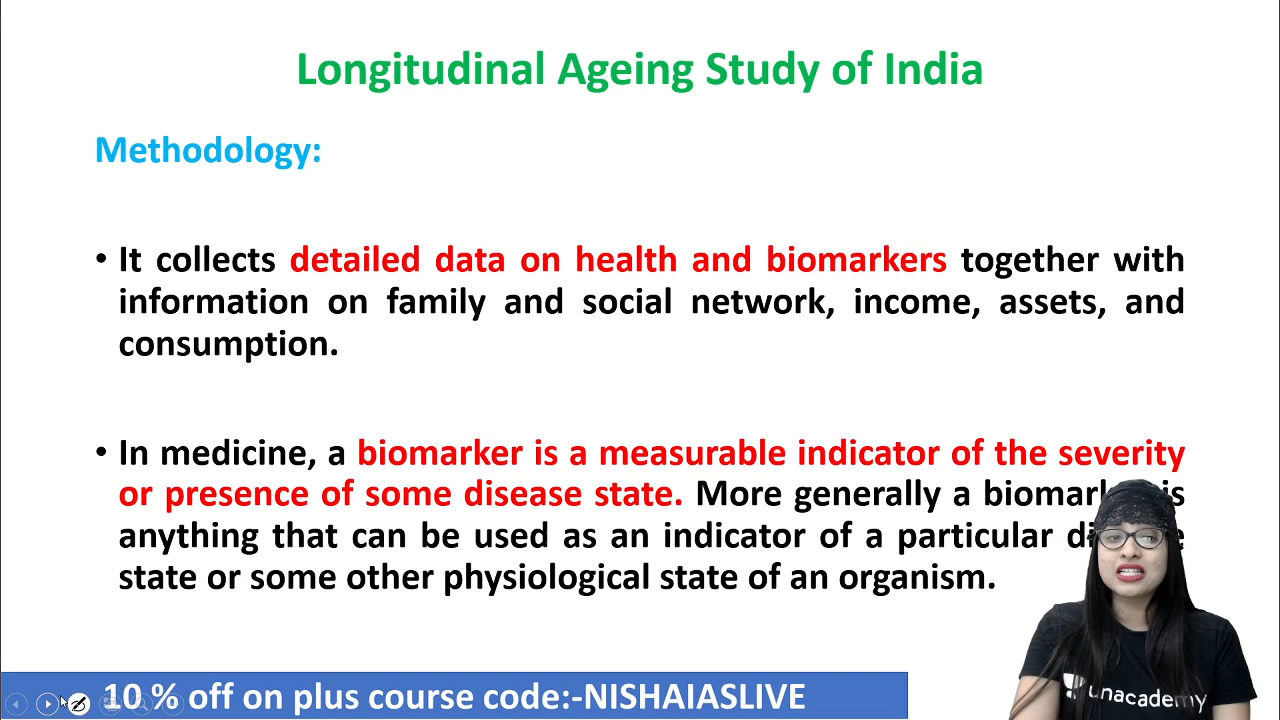 Longitudinal Ageing Study of India
Methodology:
• It collects detailed data on health and biomarkers together with
information on family and social network, income, assets, and
consumption.
• In medicine, a biomarker is a measurable indicator of the severity
or presence of some disease state. More generally a is
anything that can be used as an indicator of a particular
state or some other physiological state of an organism.
10 % off on plus course code:-NISHAIASLIVE
unacademy